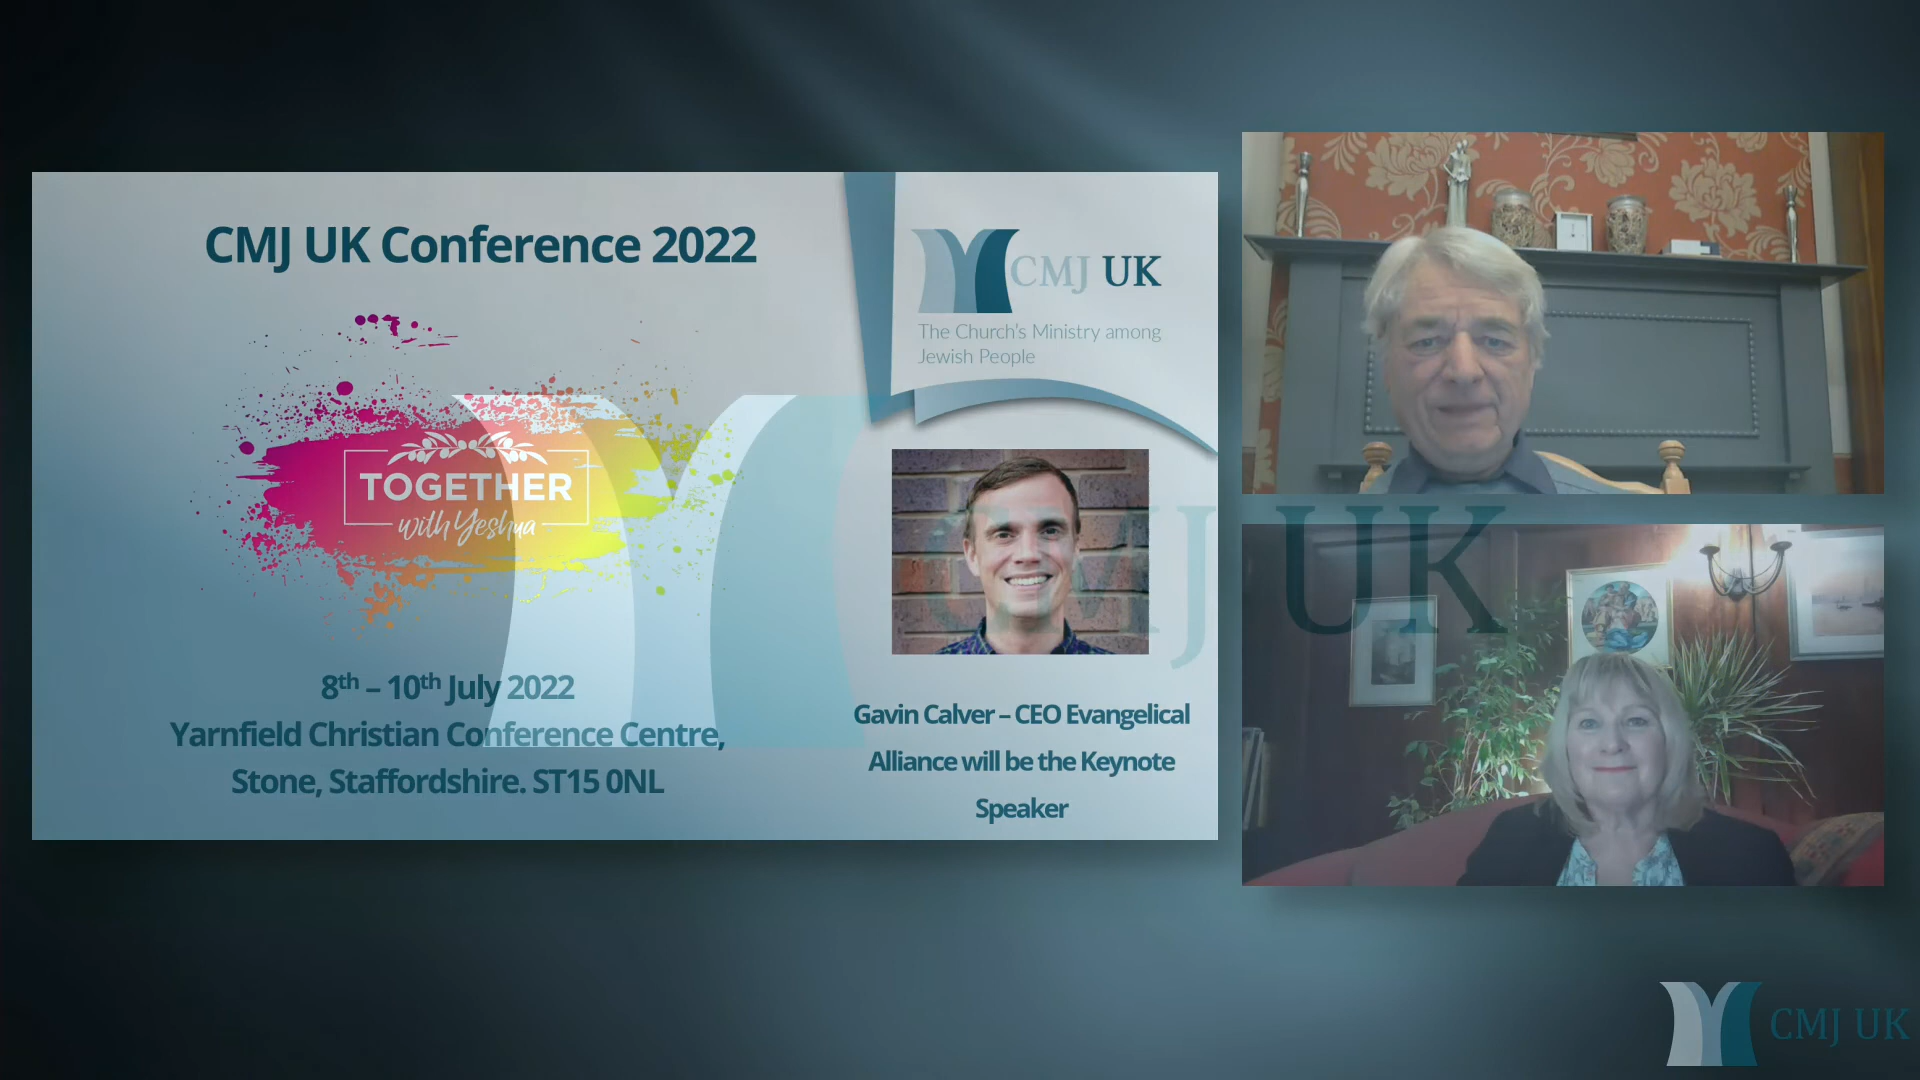 CMJ UK Conference 2022
TOGETHER
with Yeshua
8th – 10th July 2022
Yarnfield Christian Conference Centre,
Stone, Staffordshire. ST15 0NL
CMJ UK
The Church's Ministry among
Jewish People
Gavin Calver – CEO Evangelical
Alliance will be the Keynote
Speaker
CMJ UK
CMJ UK